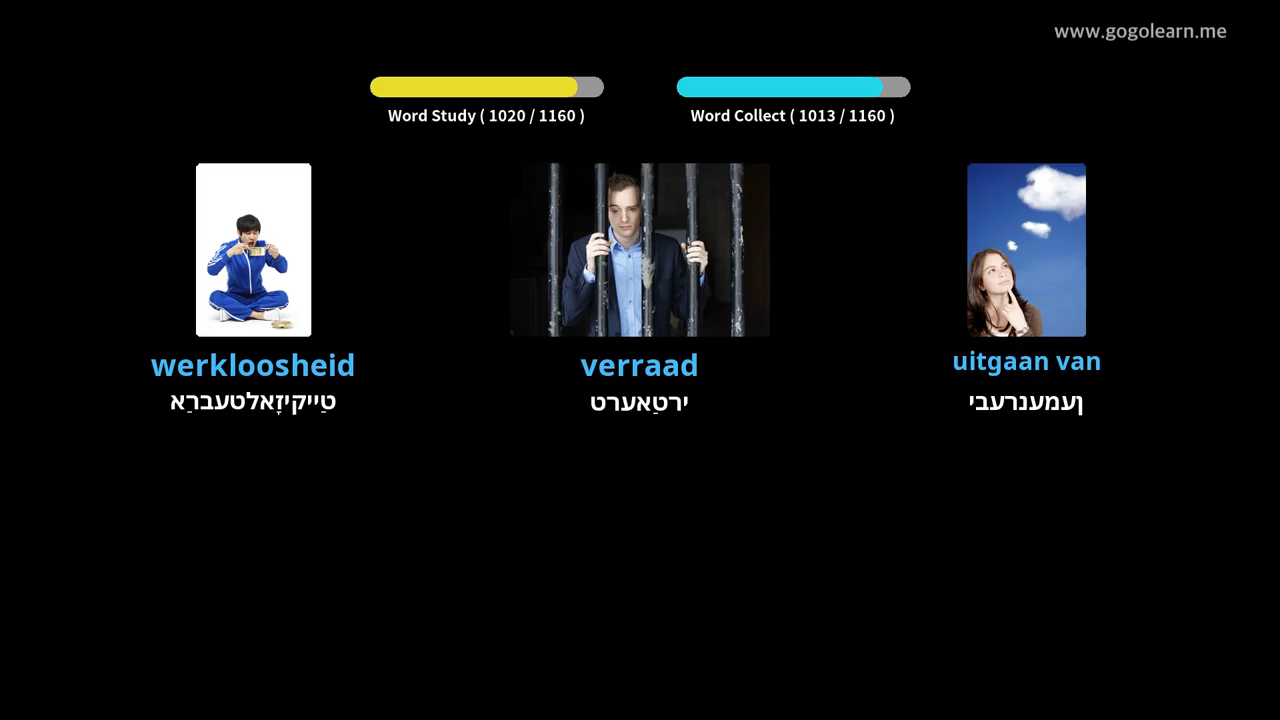 www.gogolearn.me
Word Study ( 1020 / 1160 )
Word Collect ( 1013 / 1160 )
werkloosheid
טַייקיזָאלטעברַא
verraad
ירטַאערט
uitgaan van
ןעמענרעבי